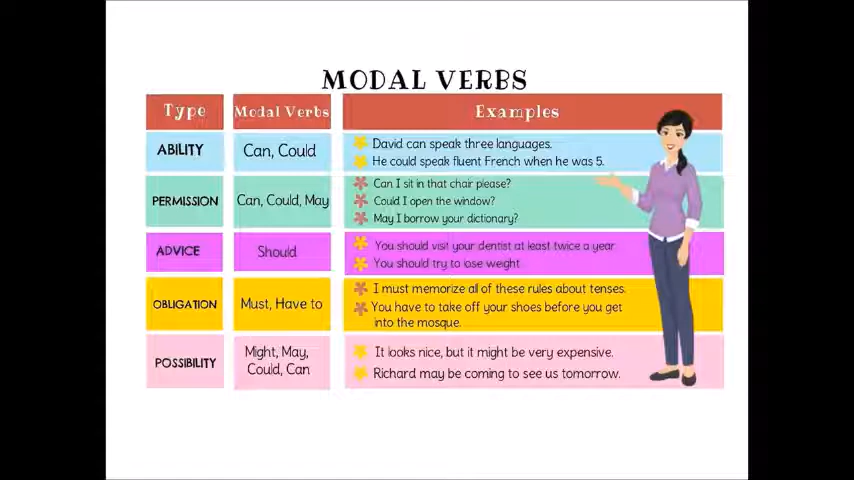 MODAL VERBS
Type Modal Verbs Examples
ABILITY Can, Could
David can speak three languages.
He could speak fluent French when he was 5.
PERMISSION Can, Could, May
Can I sit in that chair please?
Could I open the window?
May I borrow your dictionary?
ADVICE Should
You should visit your dentist at least twice a year
You should try to lose weight
OBLIGATION Must, Have to
I must memorize all of these rules about tenses.
You have to take off your shoes before you get
into the mosque.
POSSIBILITY
Might, May,
Could, Can
It looks nice, but it might be very expensive.
Richard may be coming to see us tomorrow.